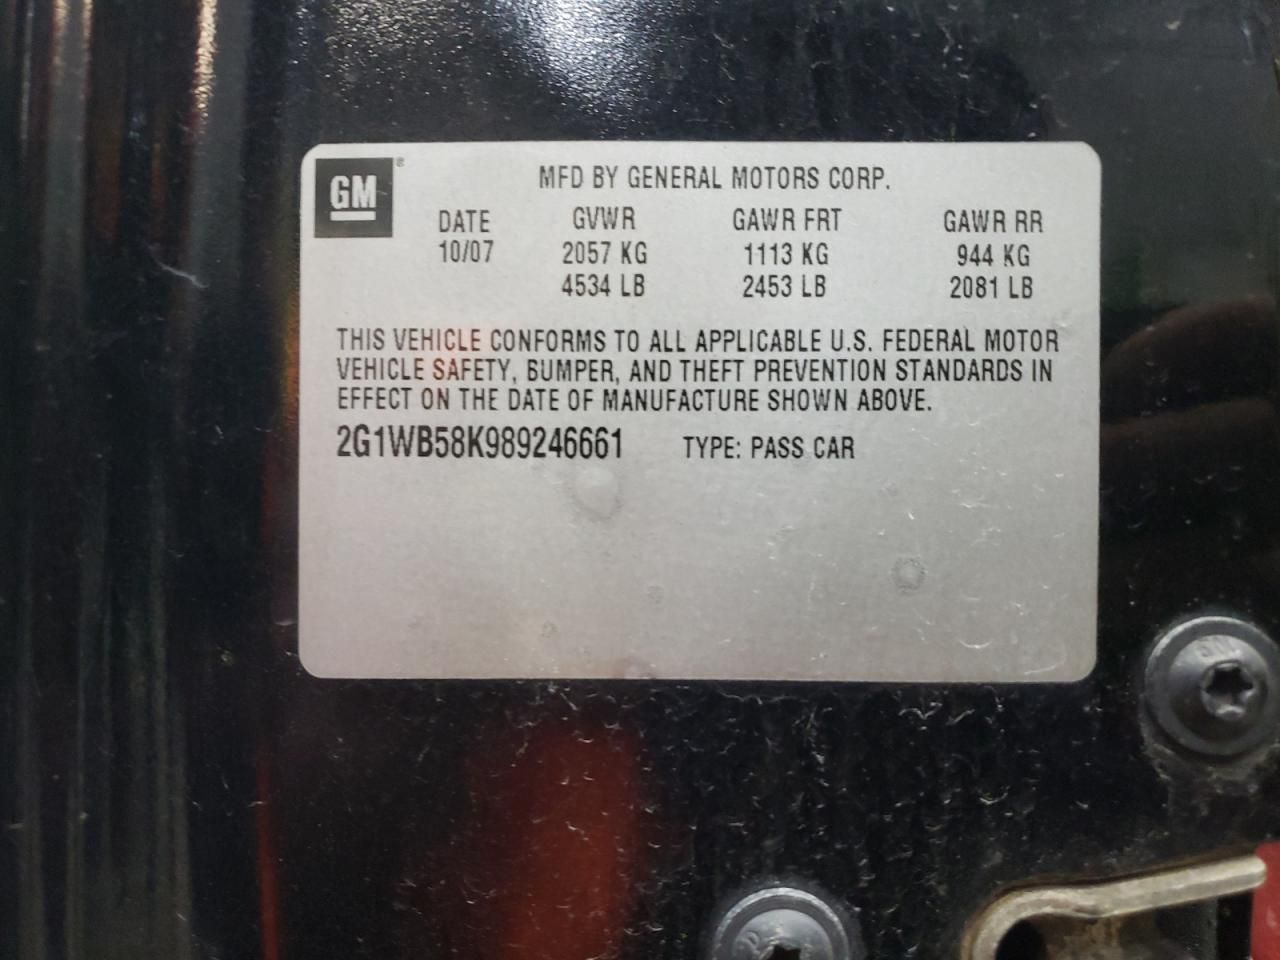 GM®
MFD BY GENERAL MOTORS CORP.
DATE GVWR GAWR FRT GAWR RR
10/07 2057 KG 1113 KG 944 KG
4534 LB 2453 LB 2081 LB
THIS VEHICLE CONFORMS TO ALL APPLICABLE U.S. FEDERAL MOTOR
VEHICLE SAFETY, BUMPER, AND THEFT PREVENTION STANDARDS IN
EFFECT ON THE DATE OF MANUFACTURE SHOWN ABOVE.
2G1WB58K989246661 TYPE: PASS CAR